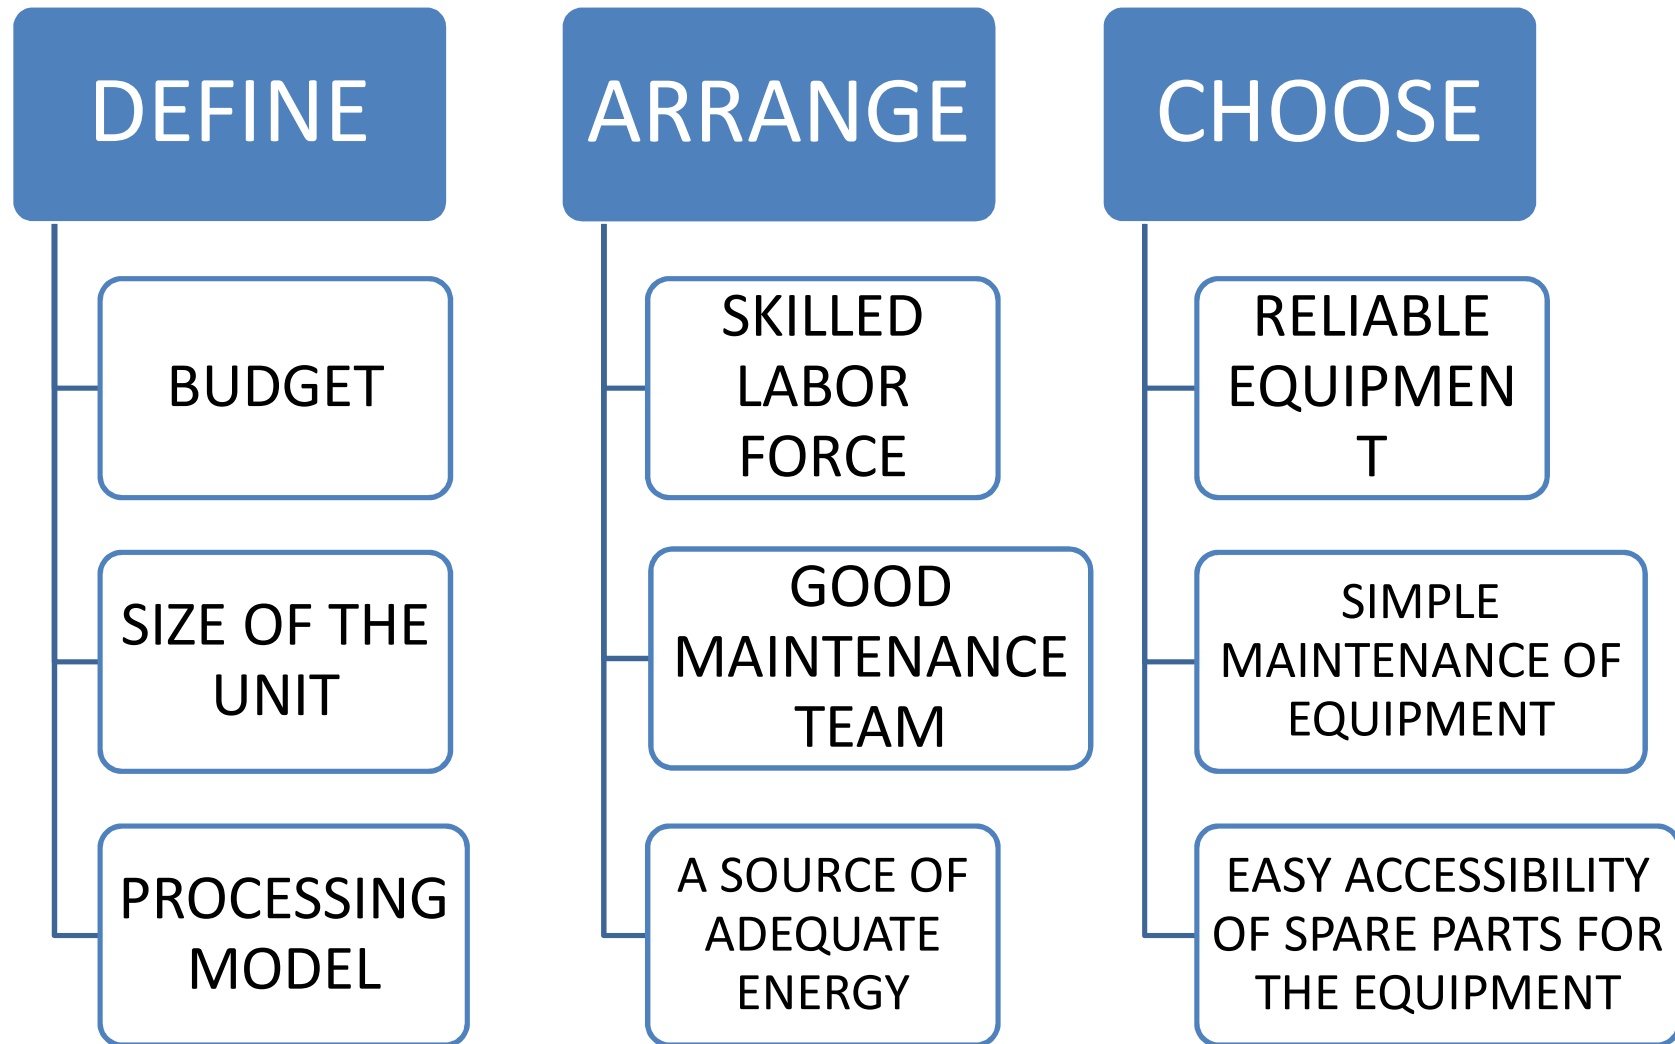 DEFINE
BUDGET
SIZE OF THE
UNIT
PROCESSING
MODEL
ARRANGE
SKILLED
LABOR
FORCE
GOOD
MAINTENANCE
TEAM
A SOURCE OF
ADEQUATE
ENERGY
CHOOSE
RELIABLE
EQUIPMEN
T
SIMPLE
MAINTENANCE OF
EQUIPMENT
EASY ACCESSIBILITY
OF SPARE PARTS FOR
THE EQUIPMENT